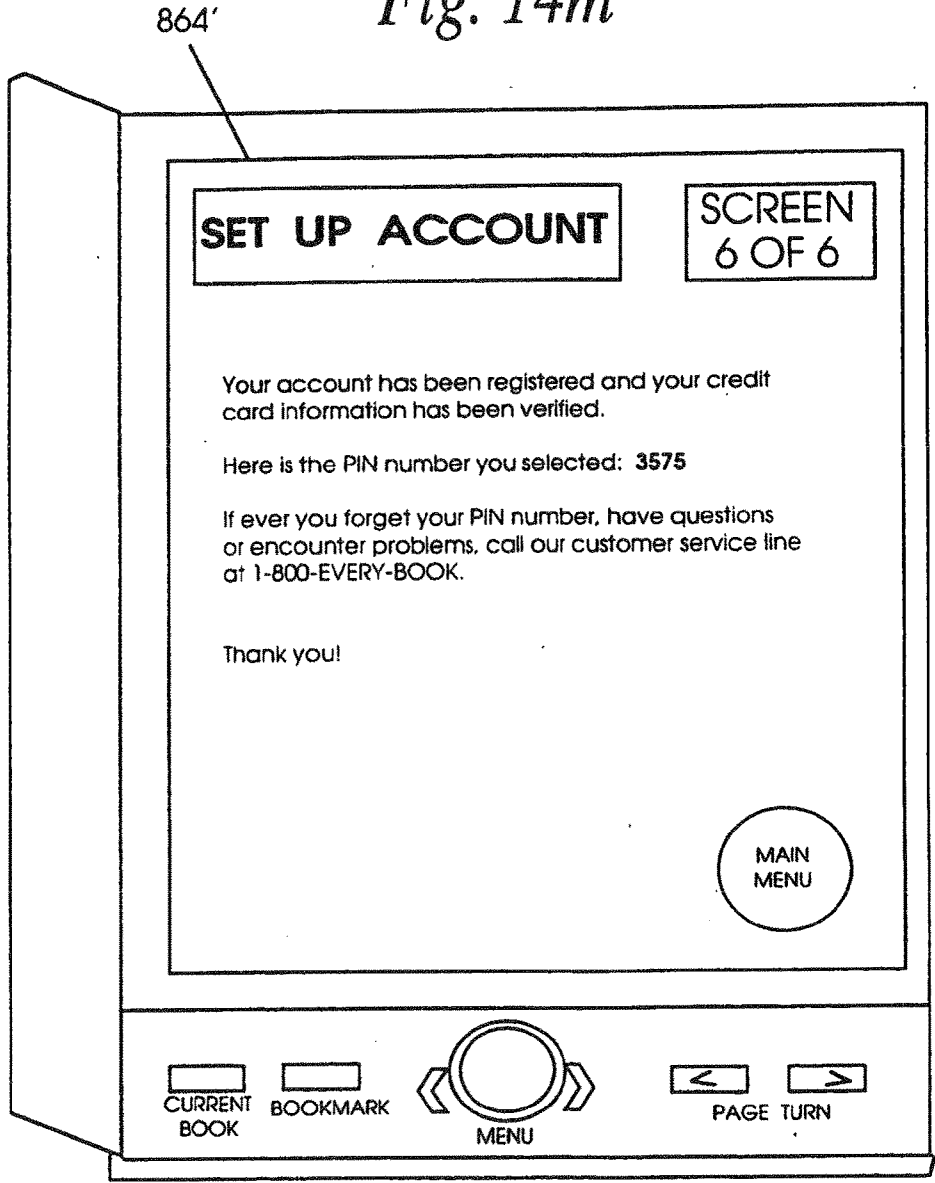 Fig. 14m
864′
SET UP ACCOUNT
SCREEN
6 OF 6
Your account has been registered and your credit
card information has been verified.
Here is the PIN number you selected: 3575
If ever you forget your PIN number, have questions
or encounter problems, call our customer service line
at 1-800-EVERY-BOOK.
Thank you!
MAIN
MENU
CURRENT
BOOK
BOOKMARK
MENU
< >
PAGE TURN